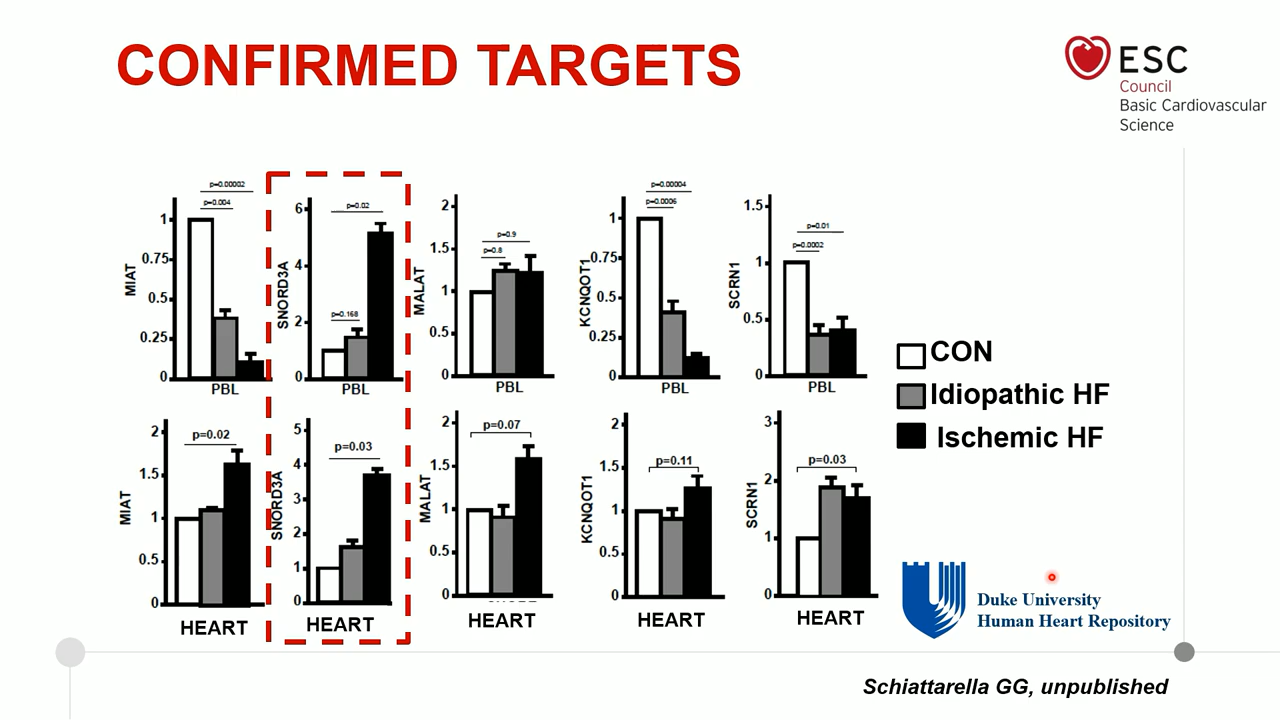 CONFIRMED TARGETS
ESC
Council
Basic Cardiovascular
Science
p=0.00002
p=0.004
1
0.75
0.5
0.25
0
MIAT
PBL
p=0.02
p=0.168
6
4
2
0
SNORD3A
PBL
p=0.9
p=0.8
2
1.5
1
0.5
0
MALAT
PBL
p=0.00004
p=0.0006
1
0.75
0.5
0.25
0
KCNQOT1
PBL
p=0.01
p=0.0002
1.5
1
0.5
0
SCRN1
PBL
CON
Idiopathic HF
Ischemic HF
p=0.02
2
1.5
1
0.5
0
MIAT
HEART
p=0.03
5
4
3
2
1
0
SNORD3A
HEART
p=0.07
2
1.5
1
0.5
0
MALAT
HEART
p=0.11
2
1.5
1
0.5
0
KCNQOT1
HEART
p=0.03
3
2
1
0
SCRN1
HEART
Duke University
Human Heart Repository
Schiattarella GG, unpublished